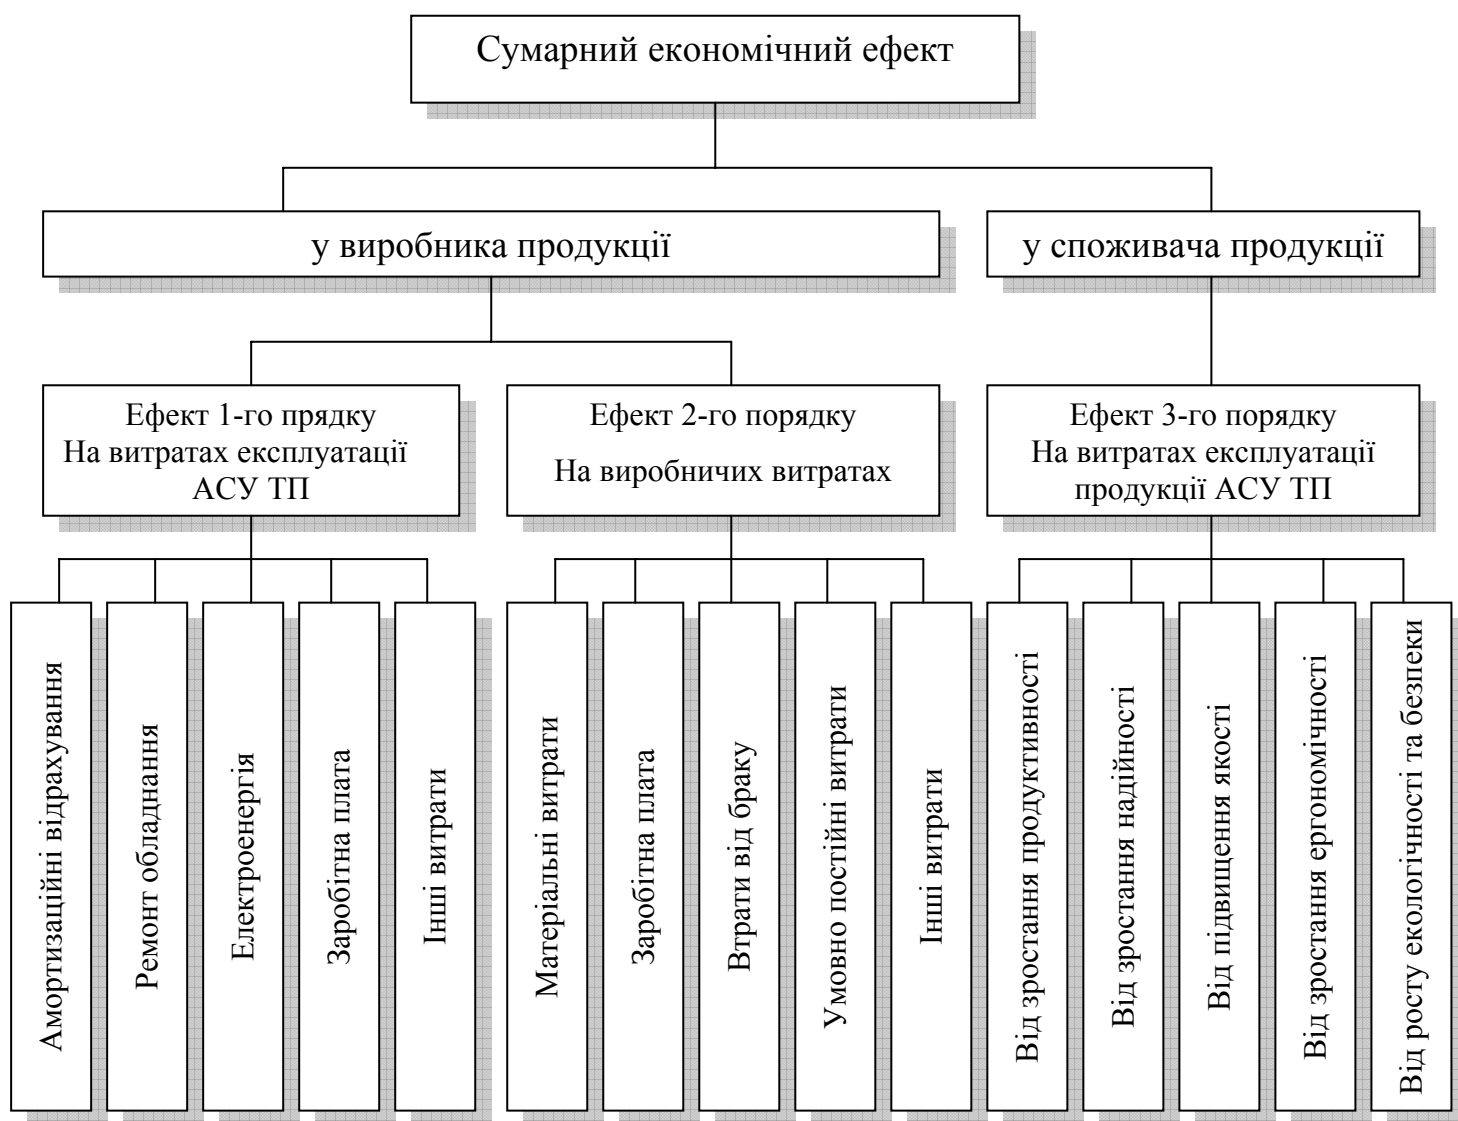 Сумарний економічний ефект
у виробника продукції
у споживача продукції
Ефект 1-го прядку
На витратах експлуатації
АСУ ТП
Ефект 2-го порядку
На виробничих витратах
Ефект 3-го порядку
На витратах експлуатації
продукції АСУ ТП
Амортизаційні відрахування
Ремонт обладнання
Електроенергія
Заробітна плата
Інші витрати
Матеріальні витрати
Заробітна плата
Втрати від браку
Умовно постійні витрати
Інші витрати
Від зростання продуктивності
Від зростання надійності
Від підвищення якості
Від зростання ергономічності
Від росту екологічності та безпеки